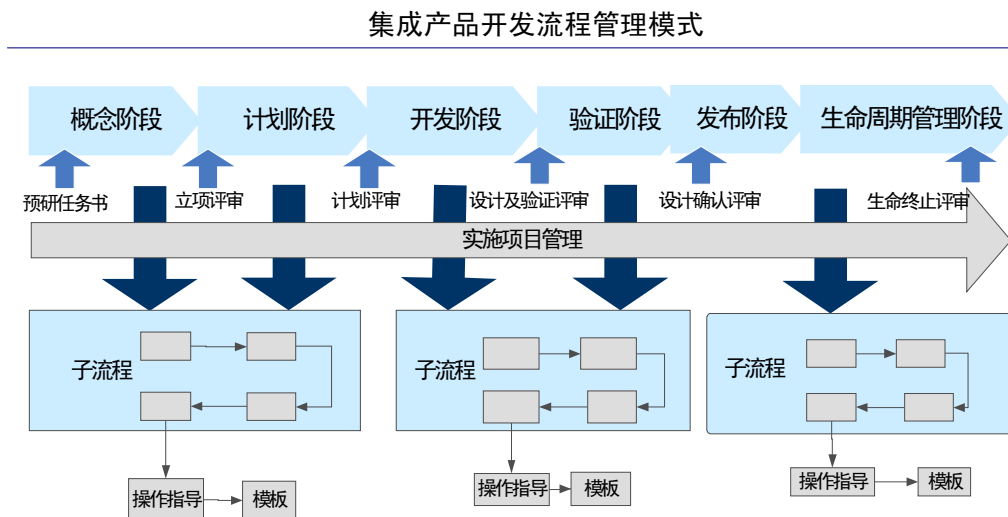 集成产品开发流程管理模式
概念阶段
计划阶段
开发阶段
验证阶段
发布阶段
生命周期管理阶段
预研任务书
立项评审
计划评审
设计及验证评审
设计确认评审
生命终止评审
实施项目管理
子流程
子流程
子流程
操作指导
模板
操作指导
模板
操作指导
模板